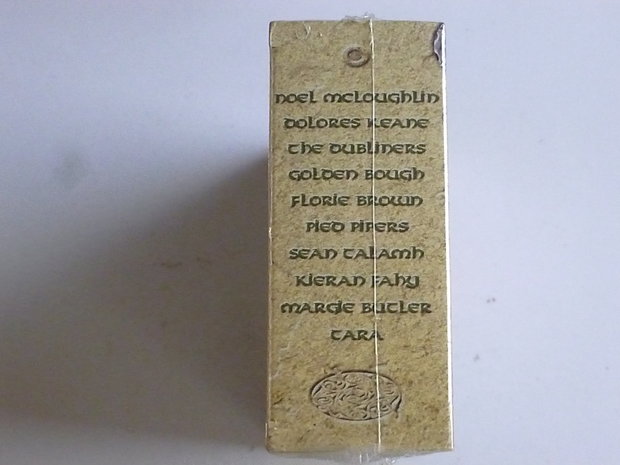 NOEL MCLOUGHLIN
DOLORES KEANE
THE DUBLINERS
GOLDEN BOUGH
FLORIE BROWN
PIED PIPERS
SEAN TALAMH
KIERAN FAHY
MARGIE BUTLER
TARA